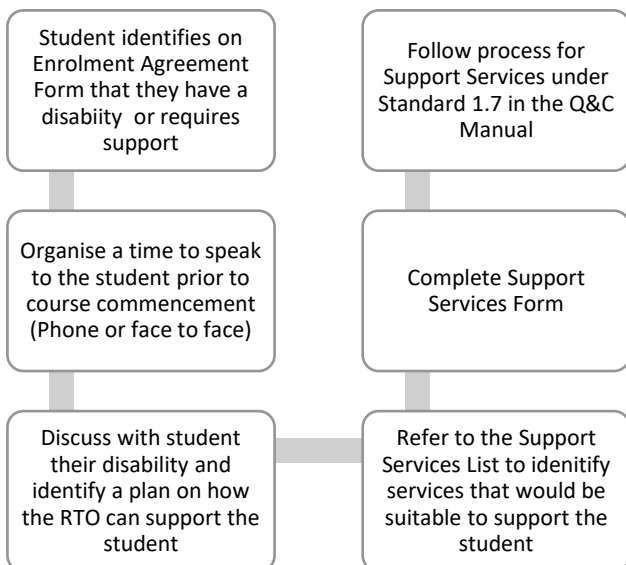 Student identifies on
Enrolment Agreement
Form that they have a
disabiity or requires
support
Organise a time to speak
to the student prior to
course commencement
(Phone or face to face)
Discuss with student
their disability and
identify a plan on how
the RTO can support the
student
Refer to the Support
Services List to idenitify
services that would be
suitable to support the
student
Complete Support
Services Form
Follow process for
Support Services under
Standard 1.7 in the Q&C
Manual